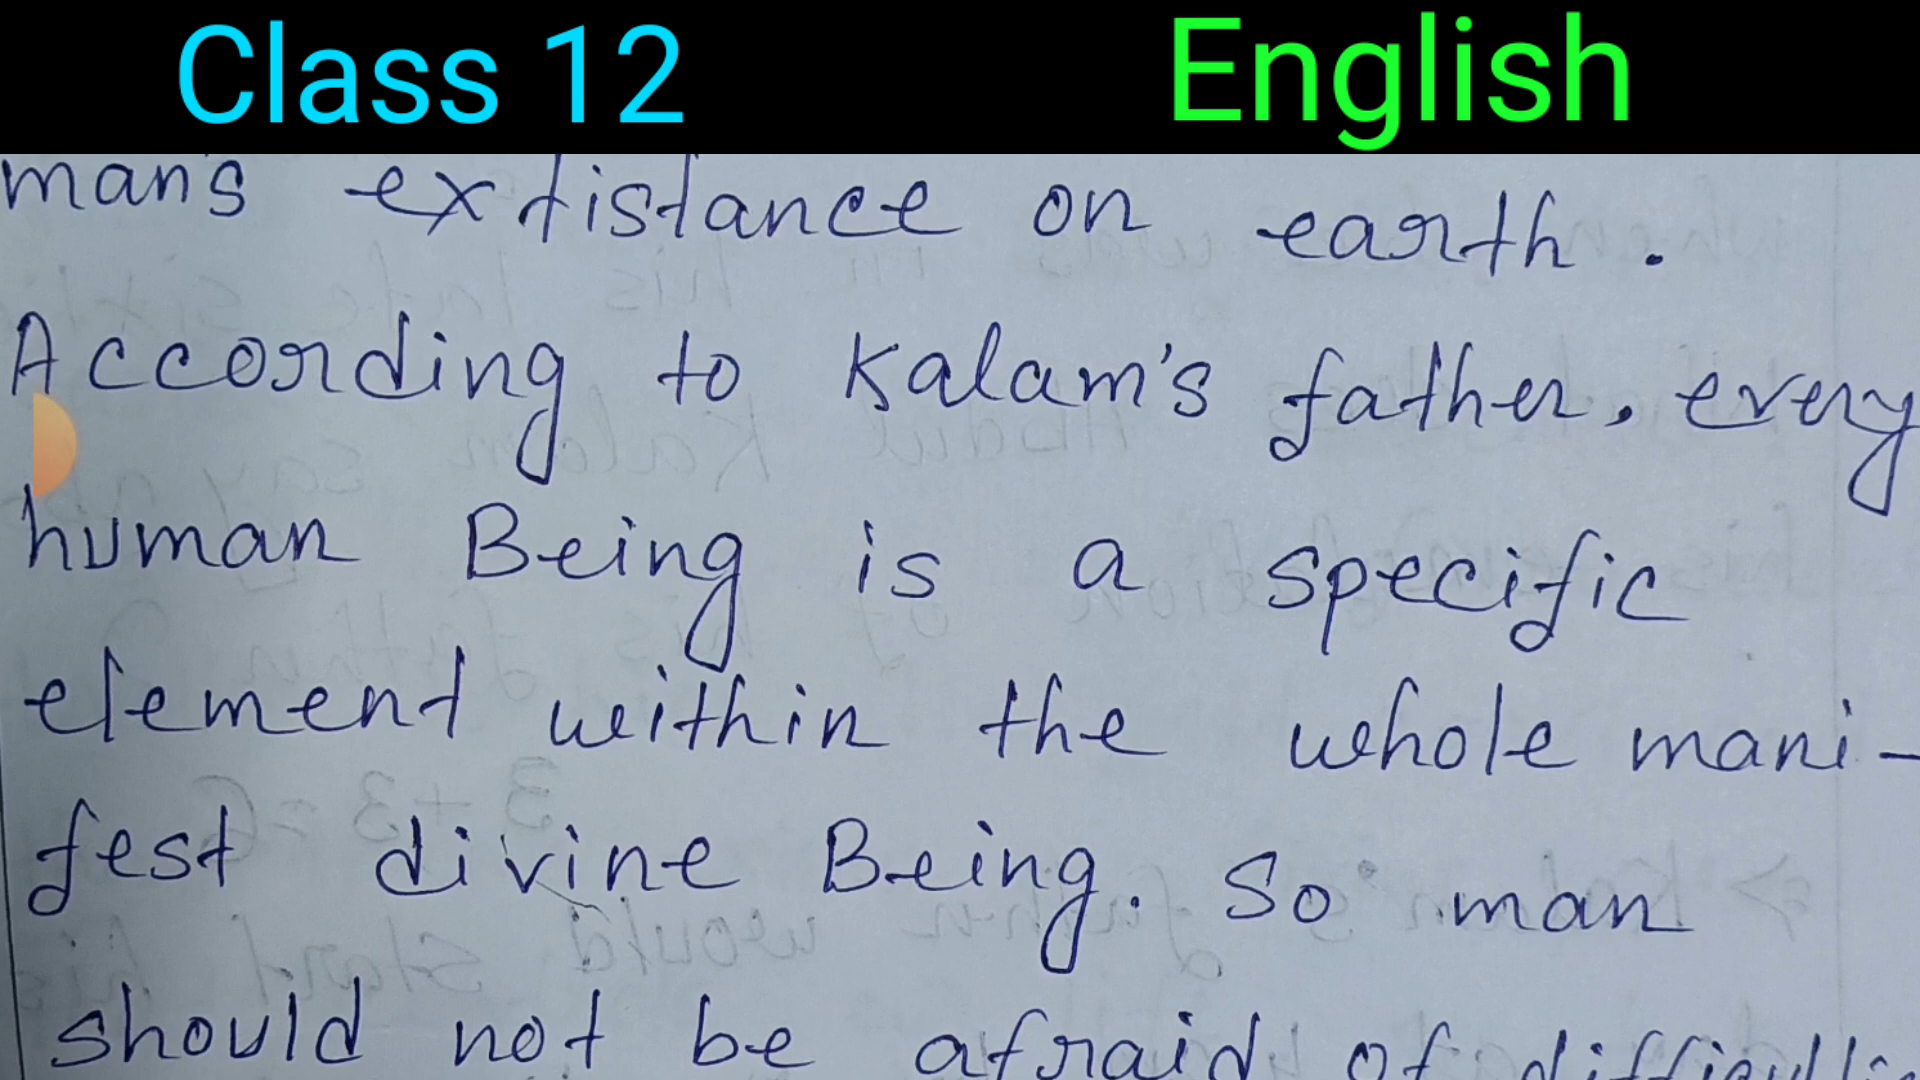 Class 12 English
man's extistance on earth.
According to Kalam's father, every
human Being is a specific
element within the whole mani-
fest divine Being. So man
should not be afraid of